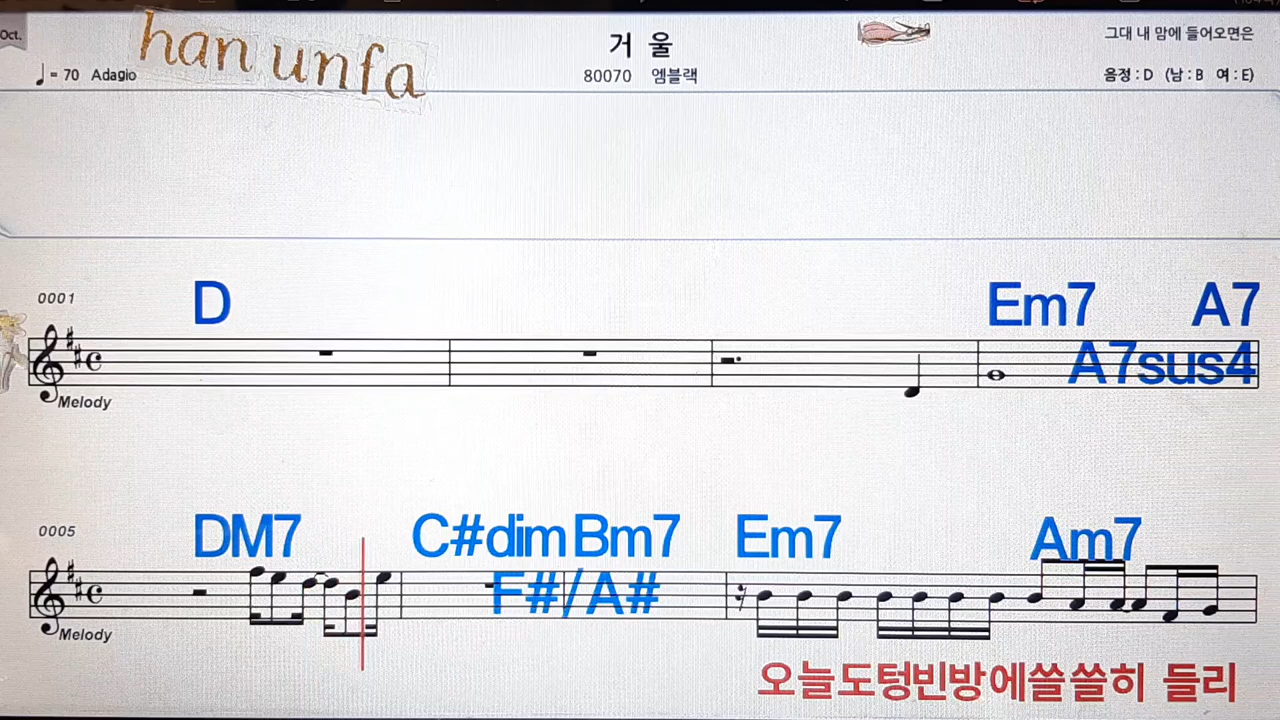 Oct.
han unfa
거울
그대 내 맘에 들어오면은
♩= 70 Adagio
80070 엠블랙
음정 : D (남 : B 여 : E)
0001
D
Em7 A7
A7sus4
Melody
0005
DM7 C#dim Bm7 Em7 Am7
F#/A#
Melody
오늘도텅빈방에쓸쓸히 들리